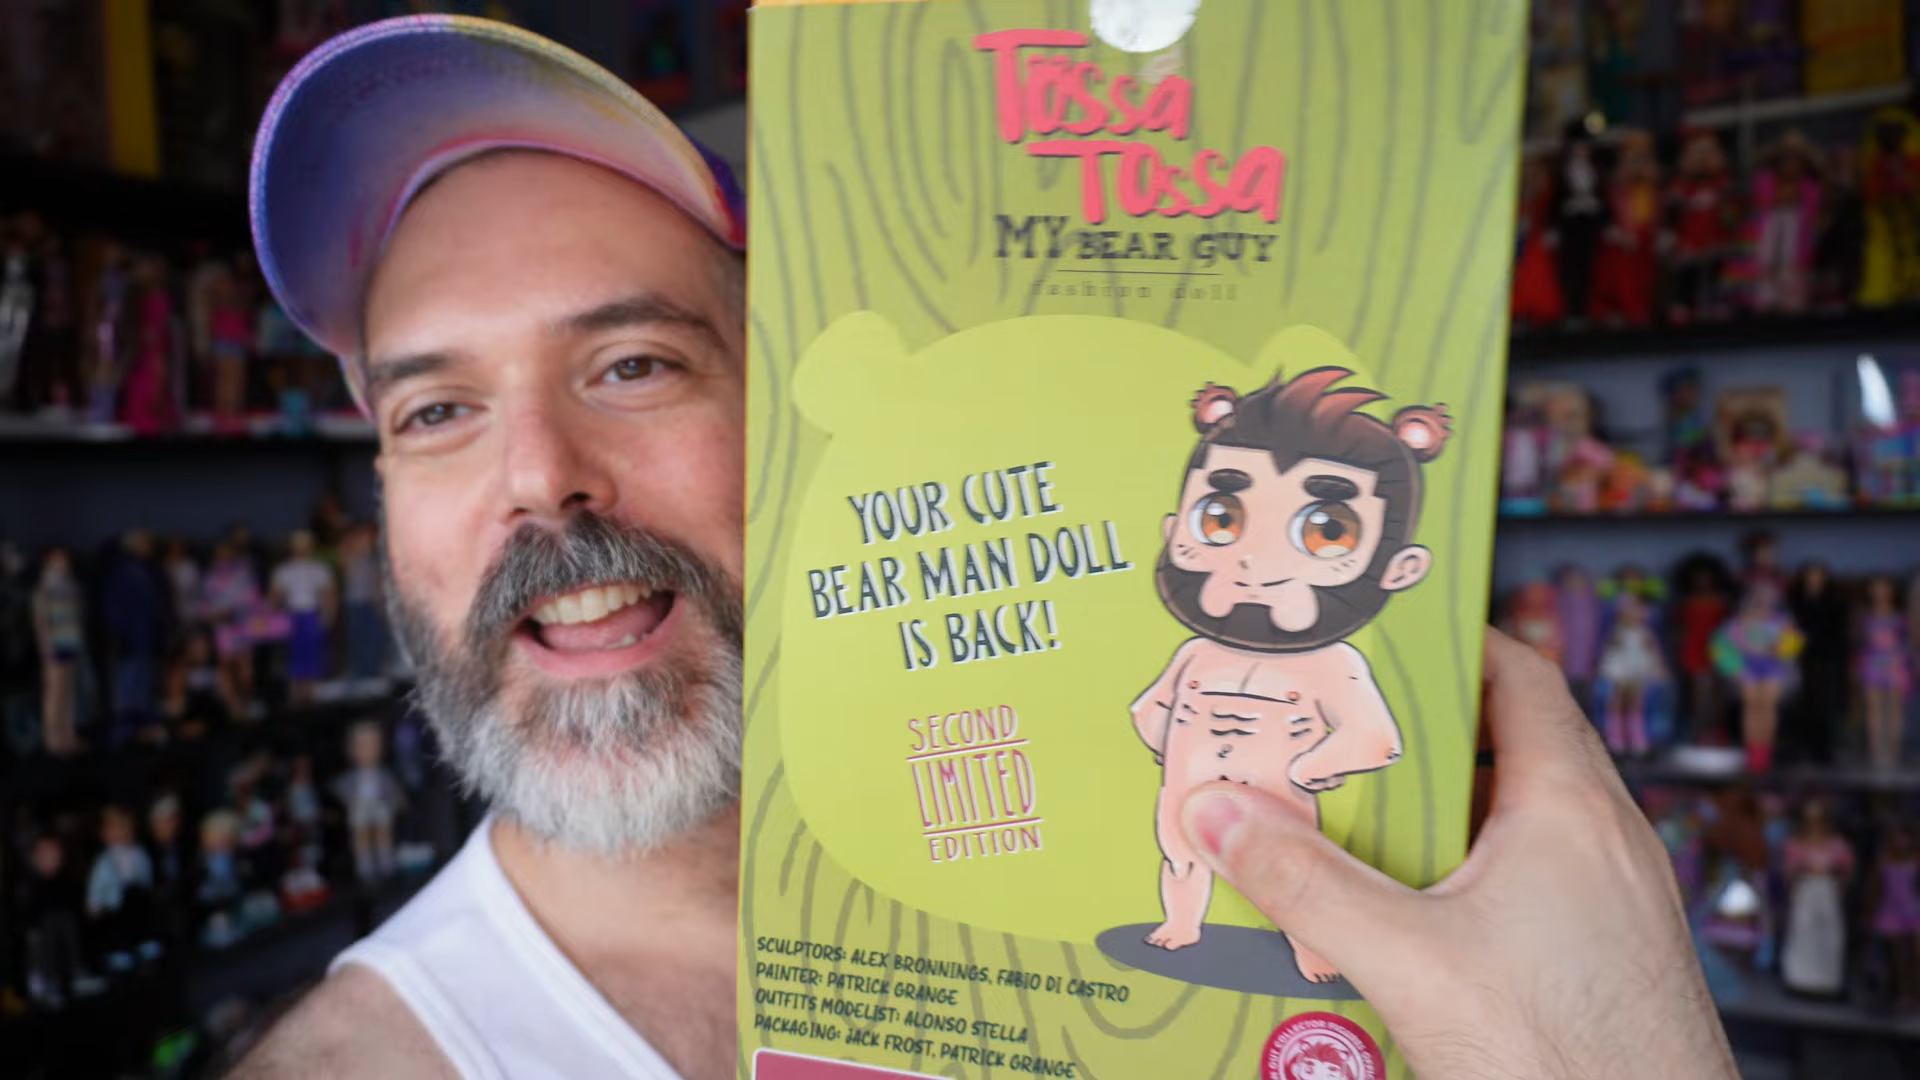 Tossa
Tossa
MY BEAR GUY
fashion doll
YOUR CUTE
BEAR MAN DOLL
IS BACK!
SECOND
LIMITED
EDITION
SCULPTORS: ALEX BRONNINGS, FABIO DI CASTRO
PAINTER: PATRICK GRANGE
OUTFITS MODELIST: ALONSO STELLA
PACKAGING: JACK FROST, PATRICK GRANGE